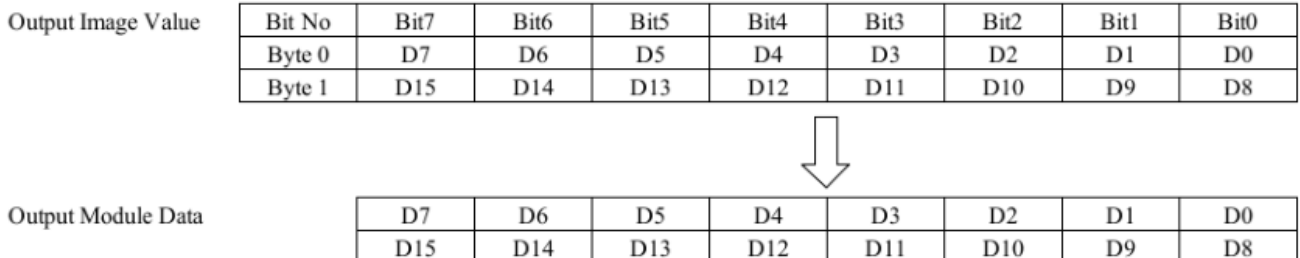 Output Image Value Bit No Bit7 Bit6 Bit5 Bit4 Bit3 Bit2 Bit1 Bit0
Byte 0 D7 D6 D5 D4 D3 D2 D1 D0
Byte 1 D15 D14 D13 D12 D11 D10 D9 D8
Output Module Data D7 D6 D5 D4 D3 D2 D1 D0
D15 D14 D13 D12 D11 D10 D9 D8